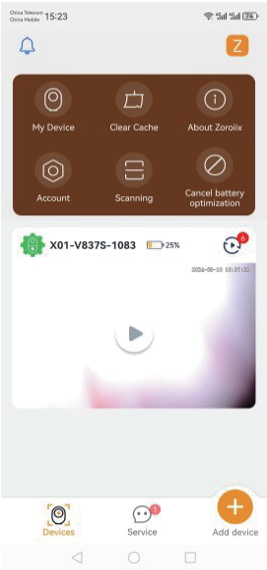 China Telecom
China Mobile
15:23
74
Z
My Device
Clear Cache
About Zoroiix
Account
Scanning
Cancel battery
optimization
X01-V837S-1083
25%
6
1
Devices
Service
Add device